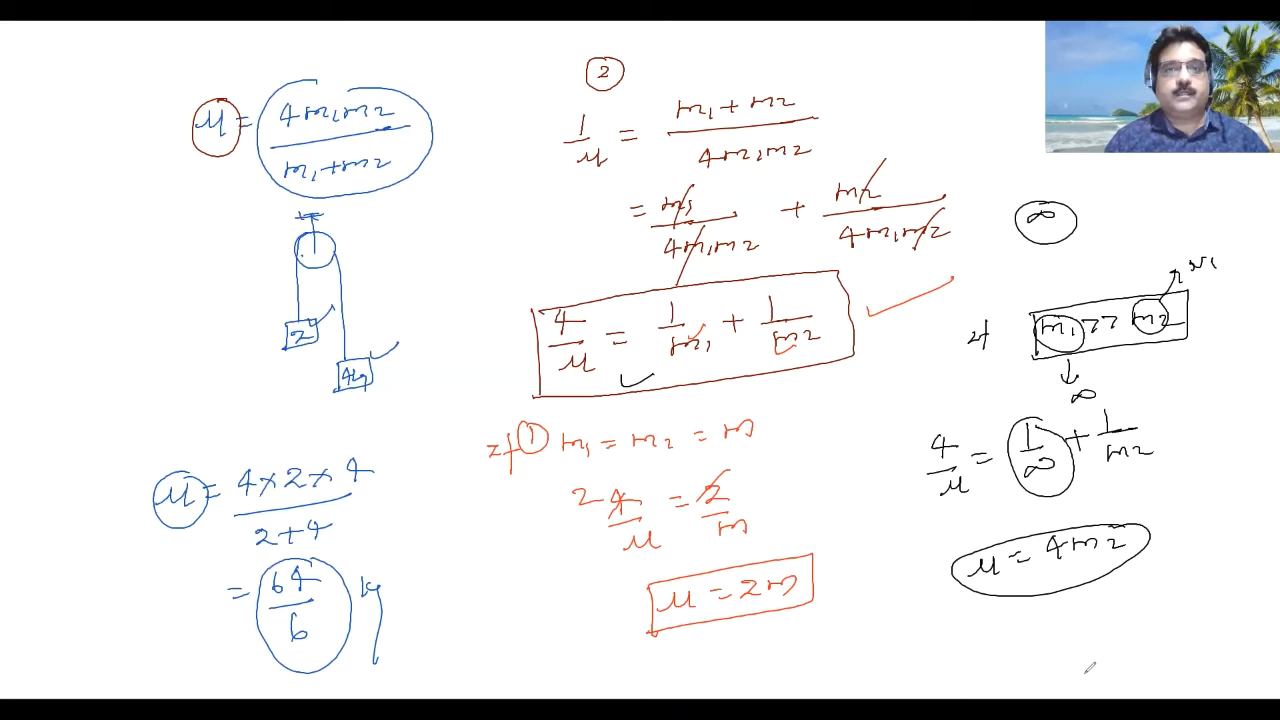 μ = 4m₁m₂ / m₁+m₂
2
4kg
μ = 4×2×4 / 2+4
= 64 / 6 kg
2
1/μ = m₁+m₂ / 4m₁m₂
= m₁ / 4m₁m₂ + m₂ / 4m₁m₂
4/μ = 1/m₁ + 1/m₂
If ① m₁ = m₂ = m
2 4/μ = 2/m
μ = 2m
∞
If m₁ >> m₂
∞
4/μ = 1/∞ + 1/m₂
μ = 4m₂